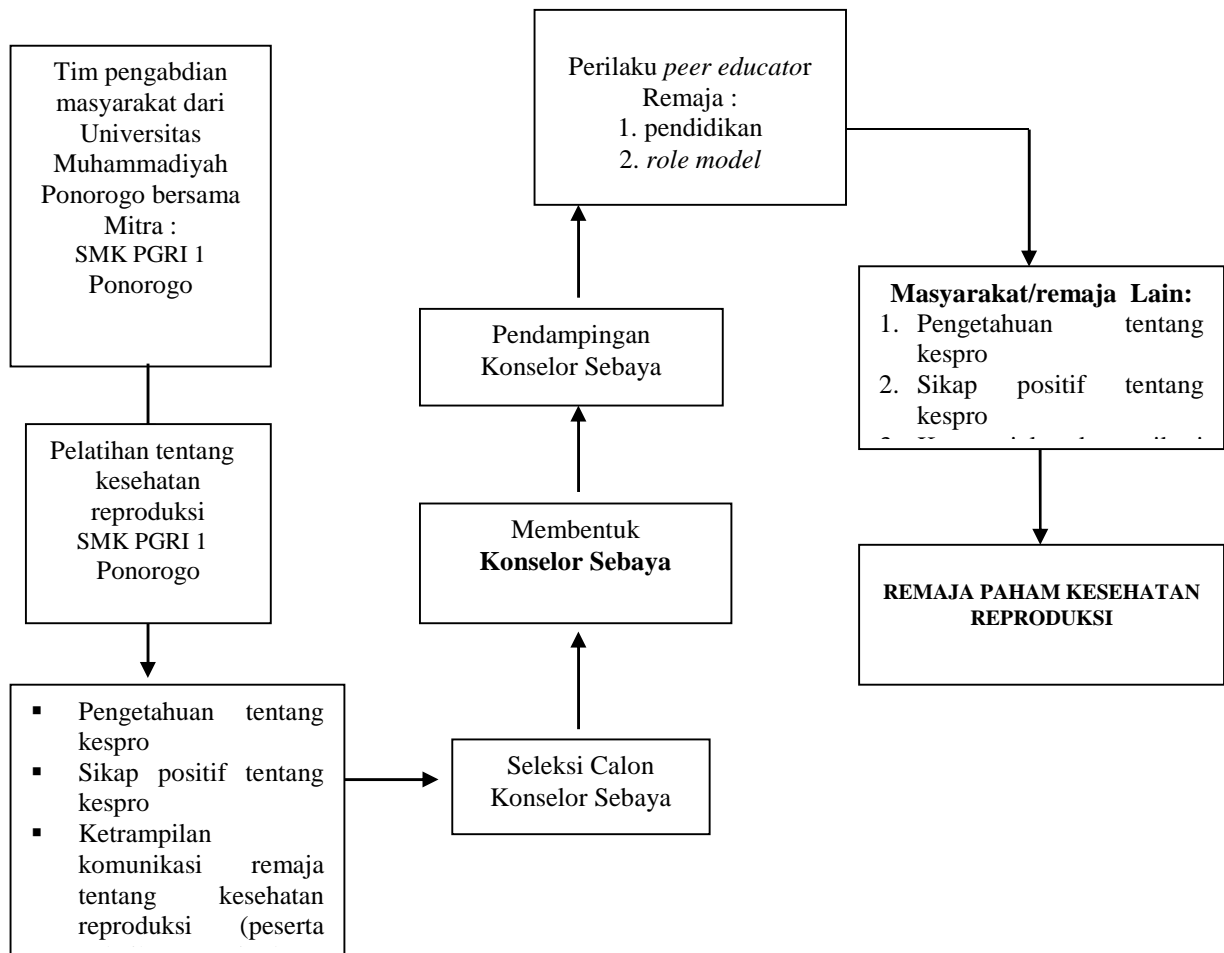 Tim pengabdian
masyarakat dari
Universitas
Muhammadiyah
Ponorogo bersama
Mitra :
SMK PGRI 1
Ponorogo
Pelatihan tentang
kesehatan
reproduksi
SMK PGRI 1
Ponorogo
▪ Pengetahuan tentang
kespro
▪ Sikap positif tentang
kespro
▪ Ketrampilan
komunikasi remaja
tentang kesehatan
reproduksi (peserta
Seleksi Calon
Konselor Sebaya
Membentuk
Konselor Sebaya
Pendampingan
Konselor Sebaya
Perilaku peer educator
Remaja :
1. pendidikan
2. role model
Masyarakat/remaja Lain:
1. Pengetahuan tentang
kespro
2. Sikap positif tentang
kespro
REMAJA PAHAM KESEHATAN
REPRODUKSI